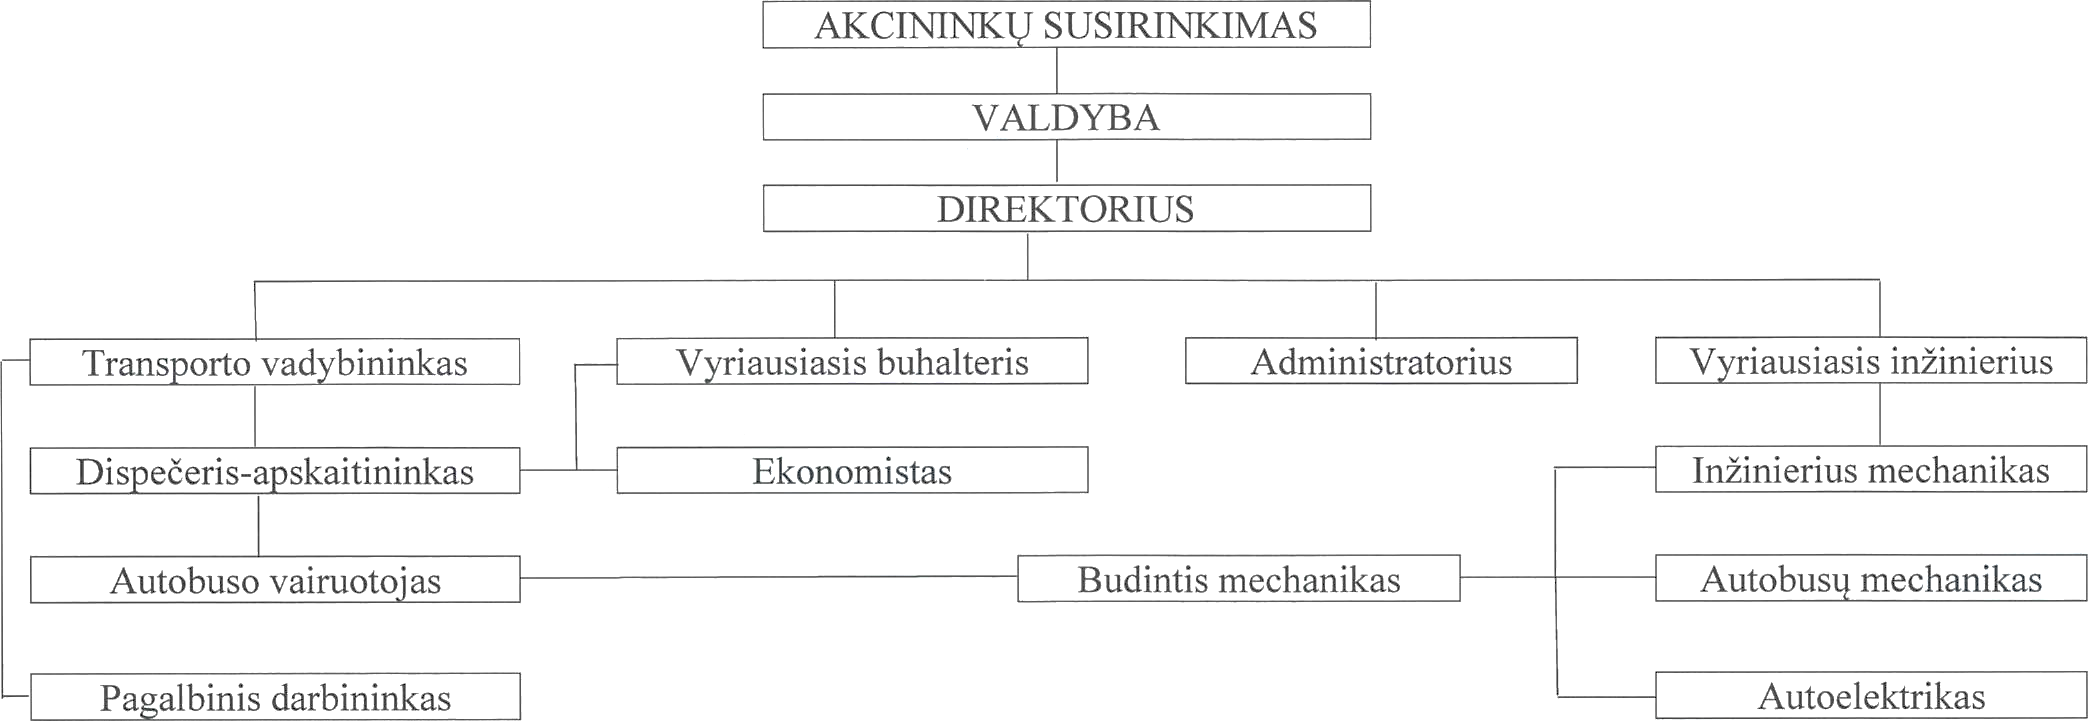 AKCININKŲ SUSIRINKIMAS
VALDYBA
DIREKTORIUS
Transporto vadybininkas
Vyriausiasis buhalteris
Administratorius
Vyriausiasis inžinierius
Dispečeris-apskaitininkas
Ekonomistas
Inžinierius mechanikas
Autobuso vairuotojas
Budintis mechanikas
Autobusų mechanikas
Pagalbinis darbininkas
Autoelektrikas